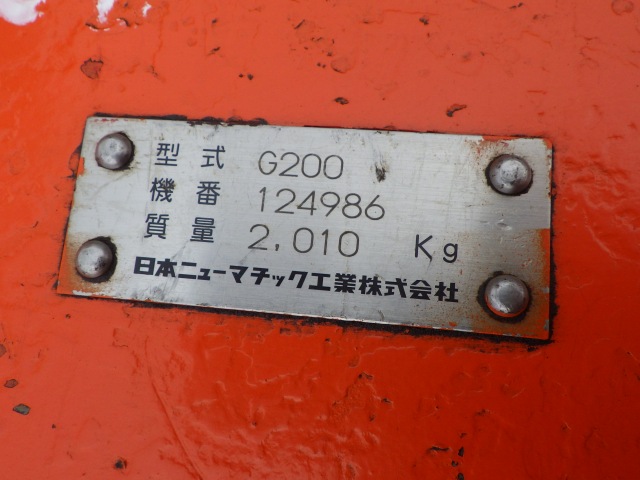 型式 G200
機番 124986
質量 2,010 Kg
日本ニューマチック工業株式会社